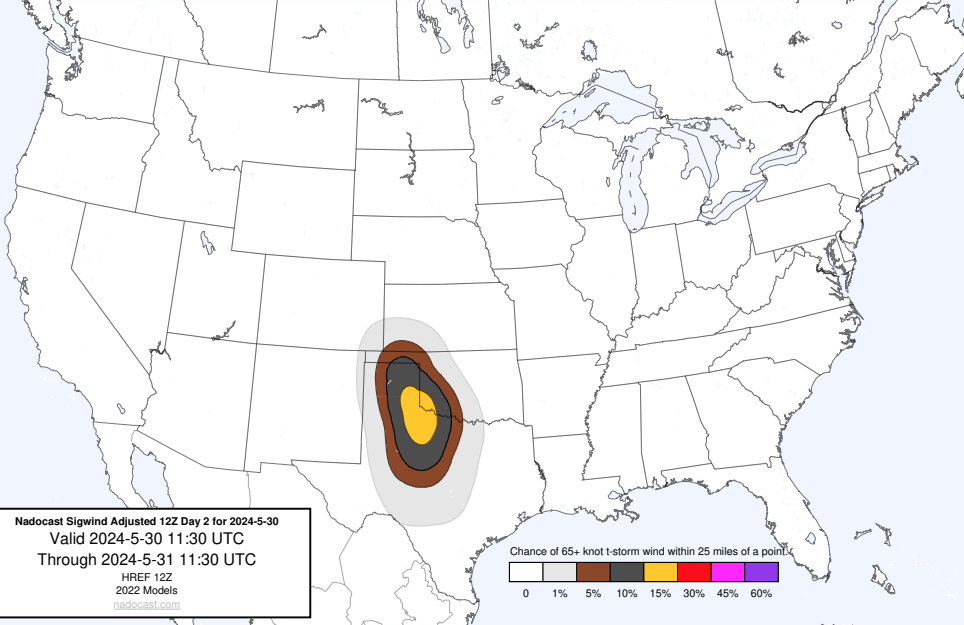 Nadocast Sigwind Adjusted 12Z Day 2 for 2024-5-30
Valid 2024-5-30 11:30 UTC
Through 2024-5-31 11:30 UTC
HREF 12Z
2022 Models
nadocast.com
Chance of 65+ knot t-storm wind within 25 miles of a point.
0 1% 5% 10% 15% 30% 45% 60%